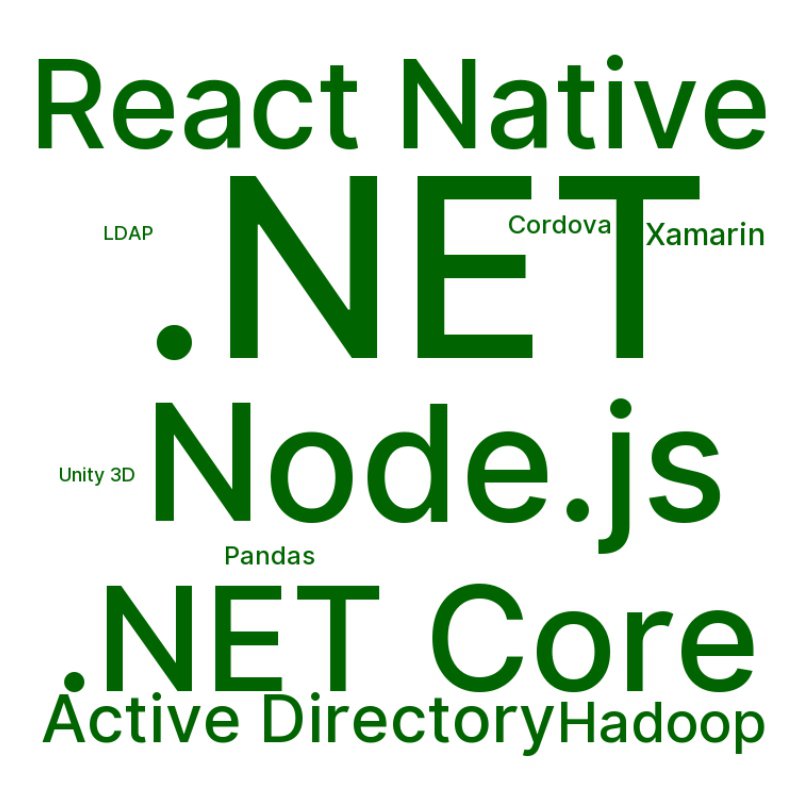 React Native
.NET
Cordova
Xamarin
LDAP
Node.js
Unity 3D
Pandas
.NET Core
Active Directory
Hadoop